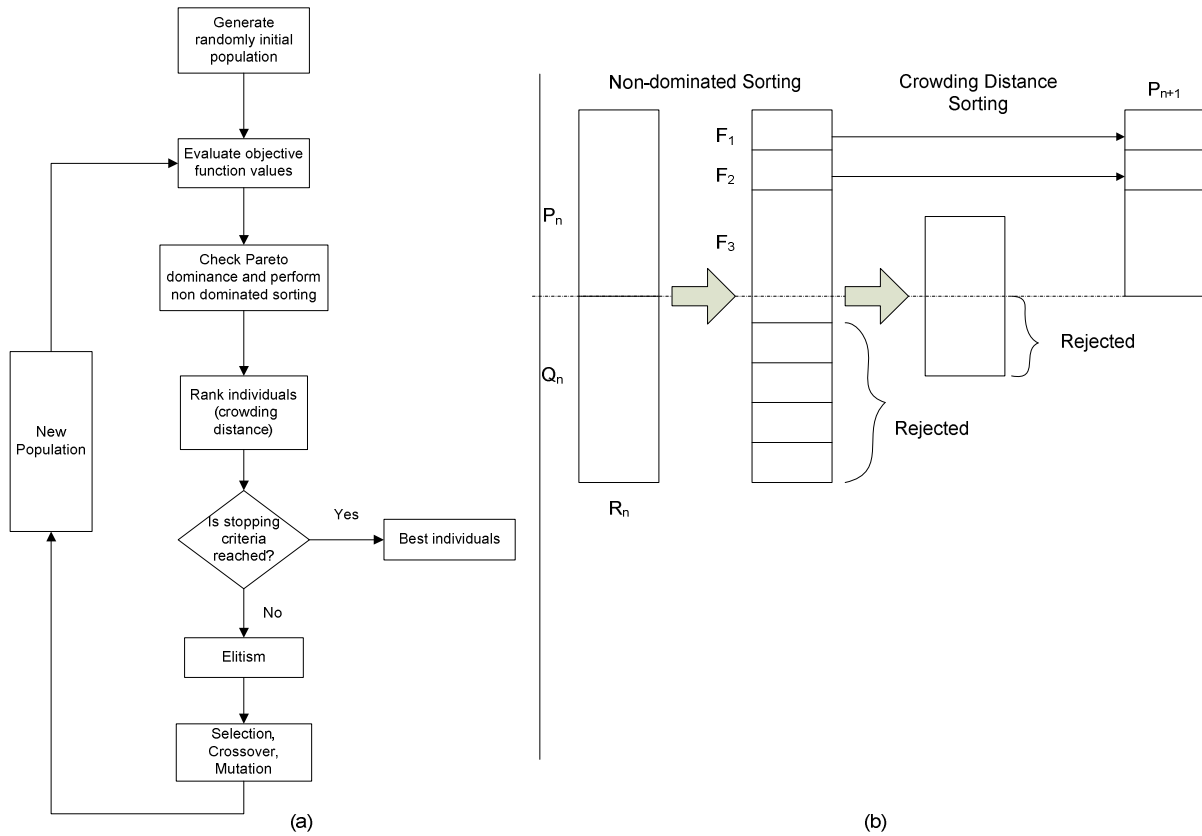 Generate
randomly initial
population
Evaluate objective
function values
Check Pareto
dominance and perform
non dominated sorting
Rank individuals
(crowding
distance)
New
Population
Is stopping
criteria
reached?
Yes
Best individuals
No
Elitism
Selection,
Crossover,
Mutation
(a)
Non-dominated Sorting
Crowding Distance
Sorting
Pn+1
F1
F2
Pn
F3
Qn
Rejected
Rejected
Rn
(b)